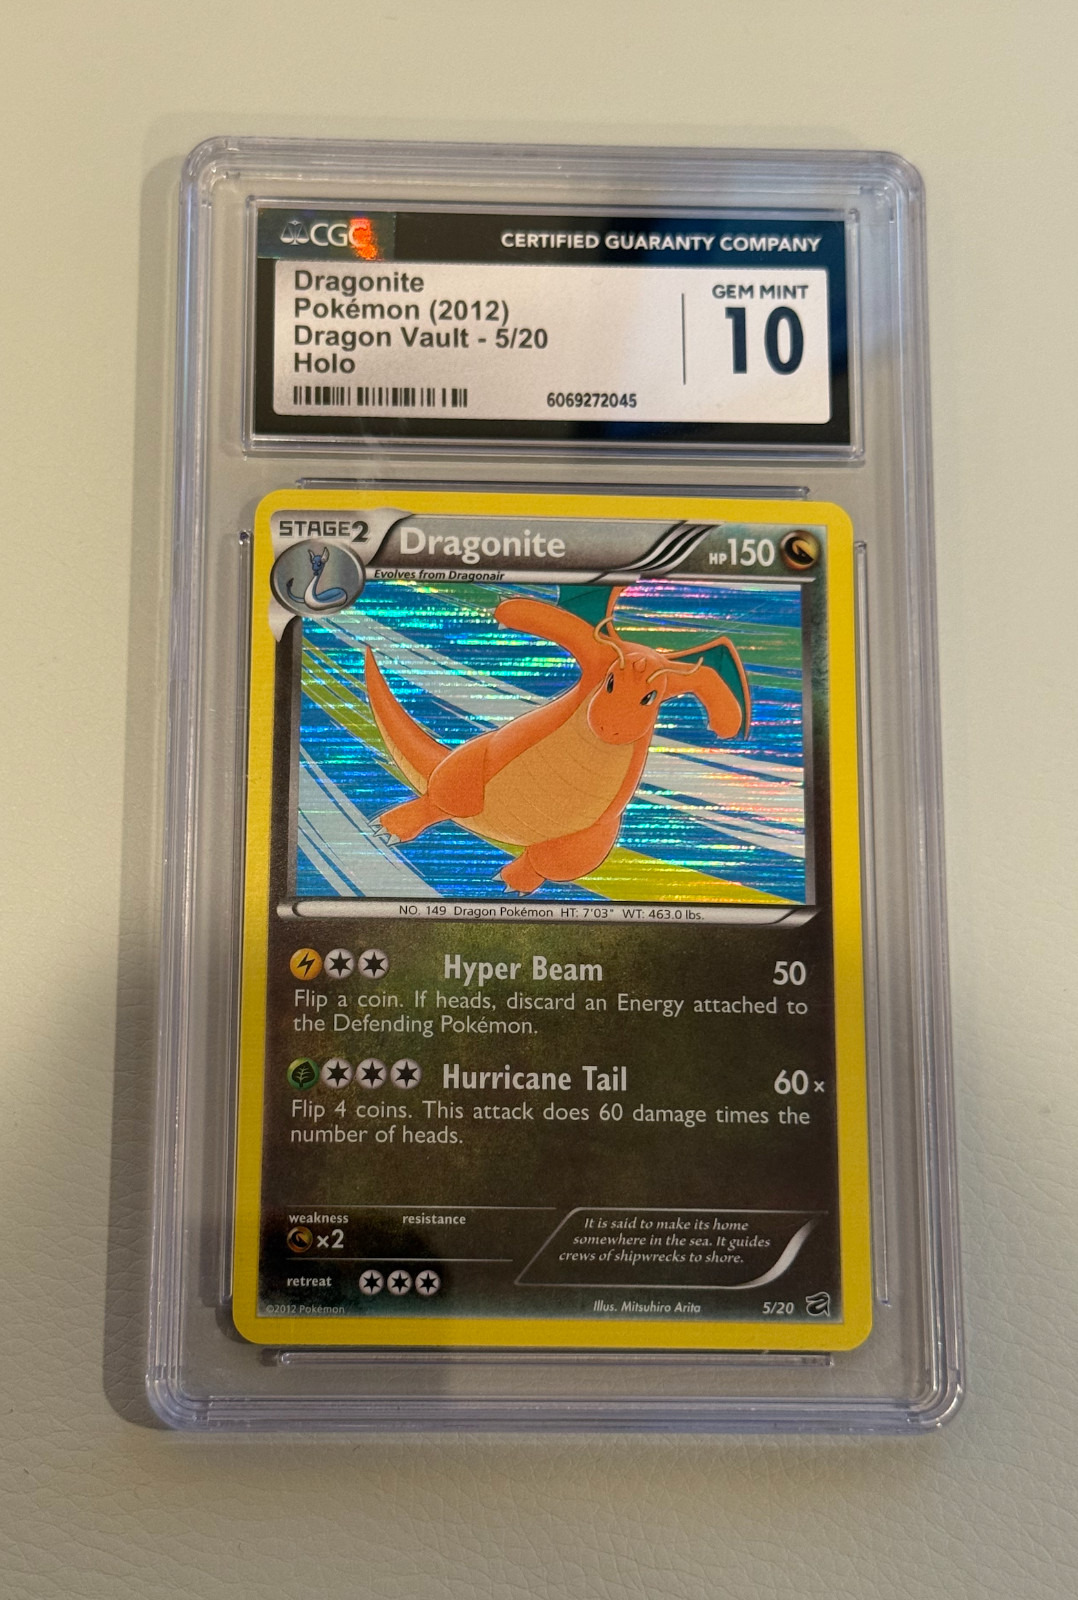 CGC
CERTIFIED GUARANTY COMPANY
Dragonite
Pokémon (2012)
Dragon Vault - 5/20
Holo
GEM MINT
10
6069272045
STAGE2
Dragonite
HP150
Evolves from Dragonair
NO. 149 Dragon Pokémon HT: 7'03" WT: 463.0 lbs.
Hyper Beam 50
Flip a coin. If heads, discard an Energy attached to
the Defending Pokémon.
Hurricane Tail 60x
Flip 4 coins. This attack does 60 damage times the
number of heads.
weakness resistance
x2
retreat
It is said to make its home
somewhere in the sea. It guides
crews of shipwrecks to shore.
©2012 Pokémon Illus. Mitsuhiro Arita 5/20